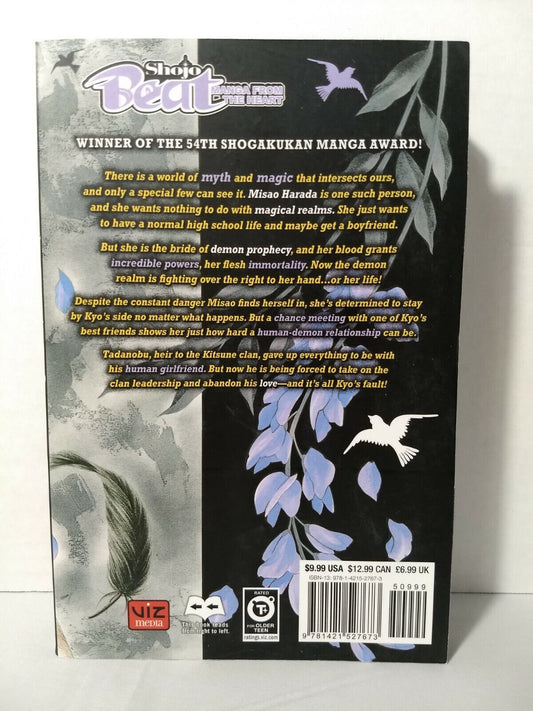 Shojo
Beat
MANGA FROM
THE HEART
WINNER OF THE 54TH SHOGAKUKAN MANGA AWARD!
There is a world of myth and magic that intersects ours,
and only a special few can see it. Misao Harada is one such person,
and she wants nothing to do with magical realms. She just wants
to have a normal high school life and maybe get a boyfriend.
But she is the bride of demon prophecy, and her blood grants
incredible powers, her flesh immortality. Now the demon
realm is fighting over the right to her hand...or her life!
Despite the constant danger Misao finds herself in, she's determined to stay
by Kyo's side no matter what happens. But a chance meeting with one of Kyo's
best friends shows her just how hard a human-demon relationship can be.
Tadanobu, heir to the Kitsune clan, gave up everything to be with
his human girlfriend. But now he is being forced to take on the
clan leadership and abandon his love—and it's all Kyo's fault!
$9.99 USA $12.99 CAN £6.99 UK
ISBN-13: 978-1-4215-2767-3
50999
9 781421 527673
VIZ
MEDIA
This book reads
from right to left.
RATED
T+
FOR OLDER
TEEN
ratings.viz.com